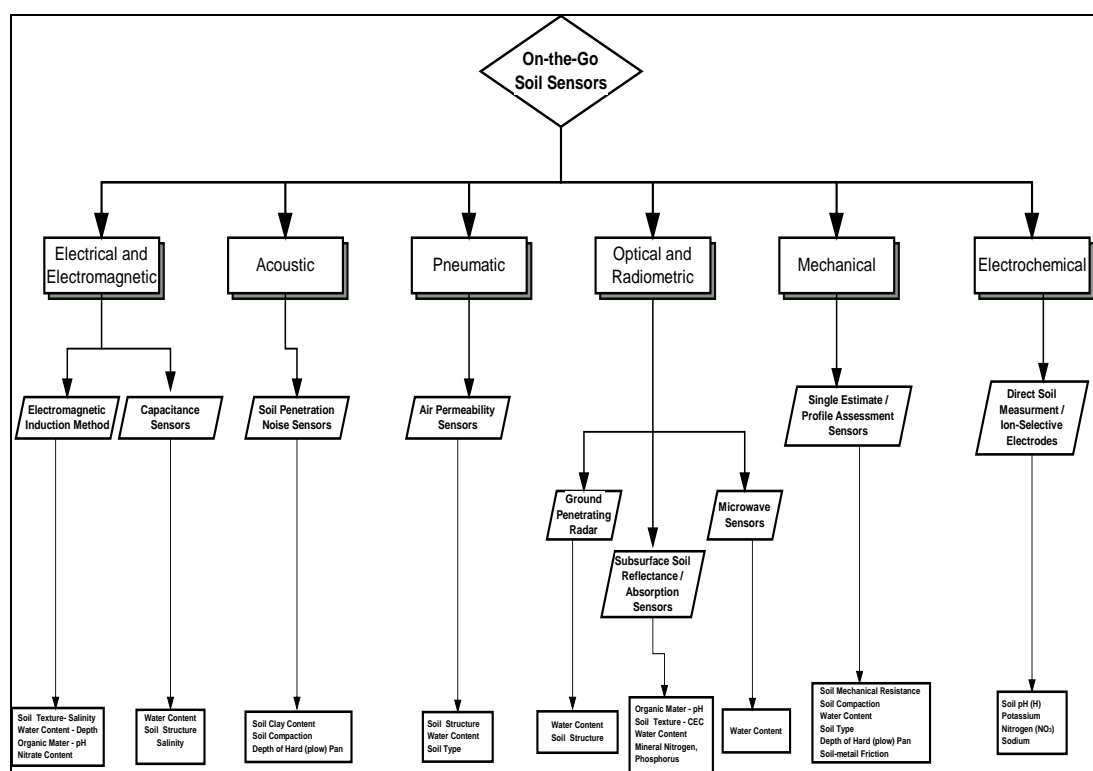 On-the-Go
Soil Sensors
Electrical and
Electromagnetic
Acoustic
Pneumatic
Optical and
Radiometric
Mechanical
Electrochemical
Electromagnetic
Induction Method
Capacitance
Sensors
Soil Penetration
Noise Sensors
Air Permeability
Sensors
Ground
Penetrating
Radar
Subsurface Soil
Reflectance /
Absorption
Sensors
Microwave
Sensors
Single Estimate /
Profile Assessment
Sensors
Direct Soil
Measurment /
Ion-Selective
Electrodes
Soil Texture- Salinity
Water Content - Depth
Organic Mater - pH
Nitrate Content
Water Content
Soil Structure
Salinity
Soil Clay Content
Soil Compaction
Depth of Hard (plow) Pan
Soil Structure
Water Content
Soil Type
Water Content
Soil Structure
Organic Mater - pH
Soil Texture - CEC
Water Content
Mineral Nitrogen,
Phosphorus
Water Content
Soil Mechanical Resistance
Soil Compaction
Water Content
Soil Type
Depth of Hard (plow) Pan
Soil-metail Friction
Soil pH (H)
Potassium
Nitrogen (NO₃)
Sodium